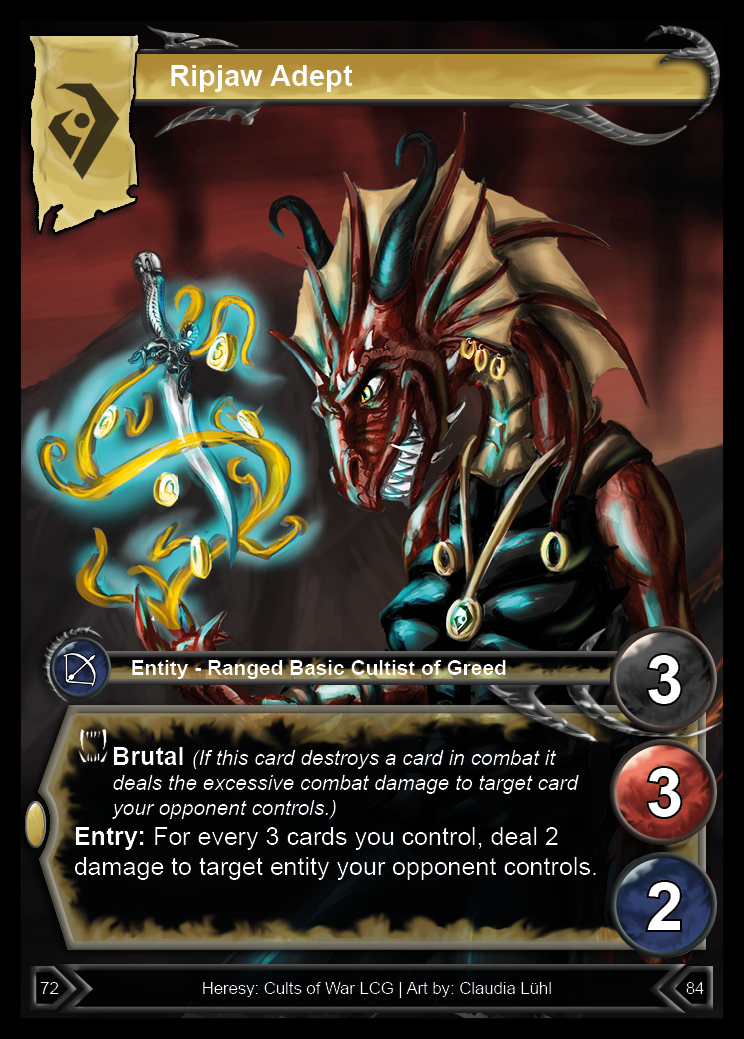 Ripjaw Adept
Entity - Ranged Basic Cultist of Greed
3
Brutal (If this card destroys a card in combat it
deals the excessive combat damage to target card
your opponent controls.)
3
Entry: For every 3 cards you control, deal 2
damage to target entity your opponent controls.
2
72
Heresy: Cults of War LCG | Art by: Claudia Lühl
84